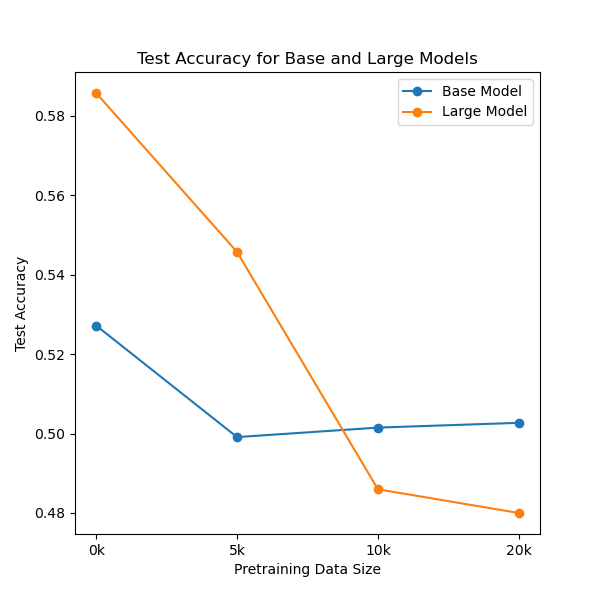 Test Accuracy for Base and Large Models
Base Model
Large Model
Test Accuracy
0.58
0.56
0.54
0.52
0.50
0.48
0k
5k
10k
20k
Pretraining Data Size